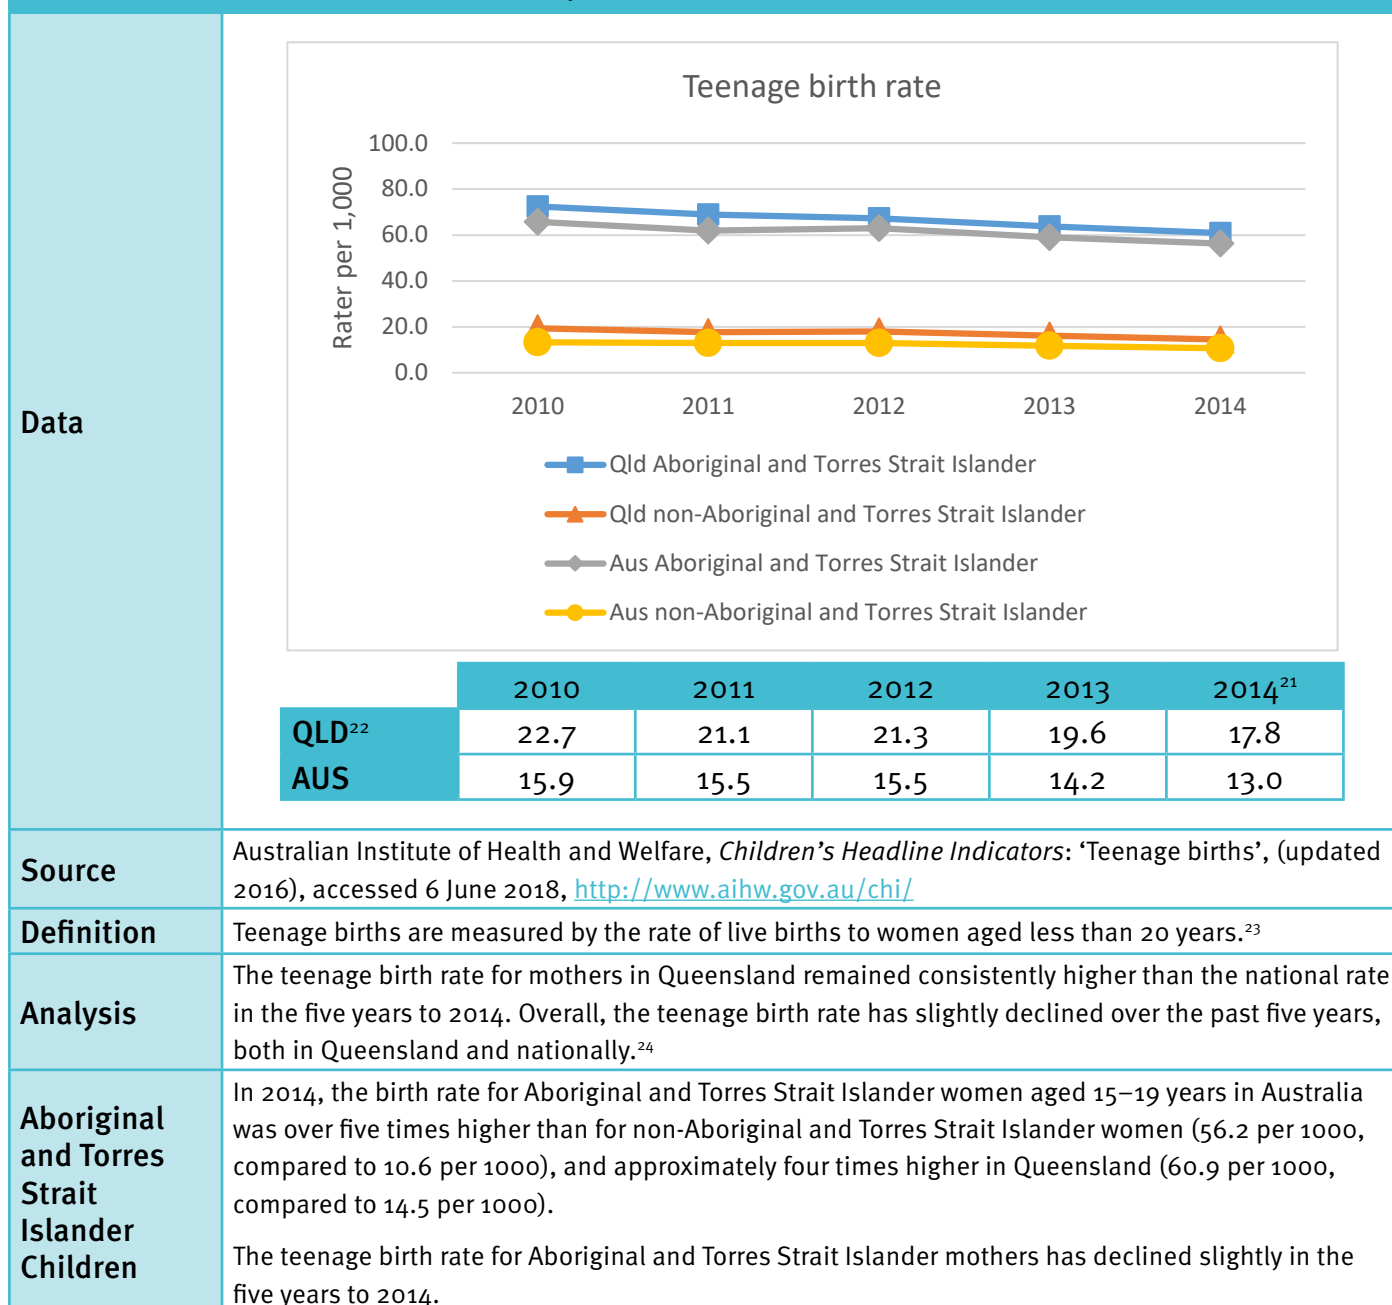 Data
Teenage birth rate
Rater per 1,000
100.0
80.0
60.0
40.0
20.0
0.0
2010 2011 2012 2013 2014
Qld Aboriginal and Torres Strait Islander
Qld non-Aboriginal and Torres Strait Islander
Aus Aboriginal and Torres Strait Islander
Aus non-Aboriginal and Torres Strait Islander
2010 2011 2012 2013 2014²¹
QLD²² 22.7 21.1 21.3 19.6 17.8
AUS 15.9 15.5 15.5 14.2 13.0
Source
Australian Institute of Health and Welfare, Children's Headline Indicators: ‘Teenage births’, (updated
2016), accessed 6 June 2018, http://www.aihw.gov.au/chi/
Definition
Teenage births are measured by the rate of live births to women aged less than 20 years.²³
Analysis
The teenage birth rate for mothers in Queensland remained consistently higher than the national rate
in the five years to 2014. Overall, the teenage birth rate has slightly declined over the past five years,
both in Queensland and nationally.²⁴
Aboriginal
and Torres
Strait
Islander
Children
In 2014, the birth rate for Aboriginal and Torres Strait Islander women aged 15–19 years in Australia
was over five times higher than for non-Aboriginal and Torres Strait Islander women (56.2 per 1000,
compared to 10.6 per 1000), and approximately four times higher in Queensland (60.9 per 1000,
compared to 14.5 per 1000).
The teenage birth rate for Aboriginal and Torres Strait Islander mothers has declined slightly in the
five years to 2014.